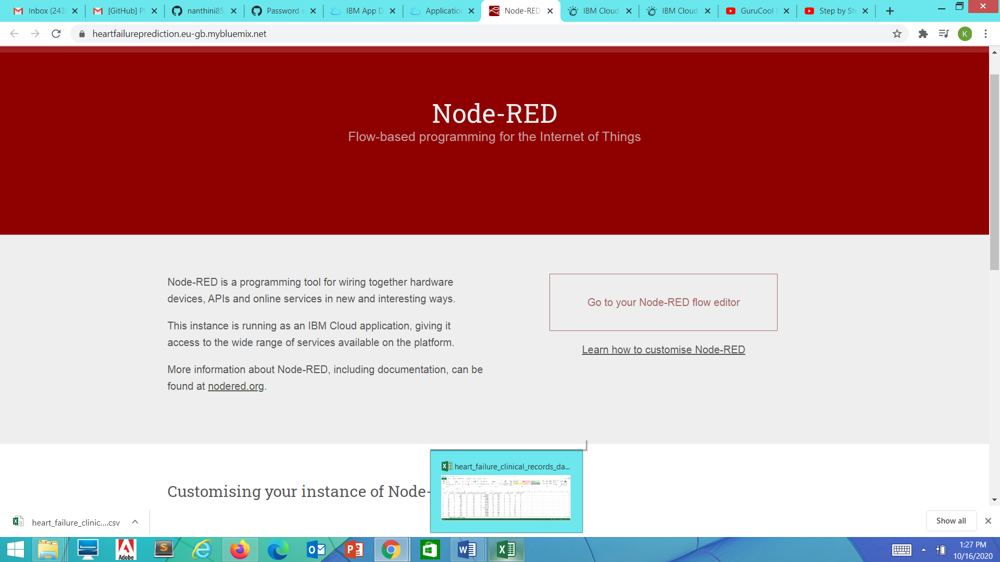 Inbox (243
[GitHub] Pl
nanthini85
Password s
IBM App D
Application
Node-RED
IBM Cloud
IBM Cloud
GuruCool
Step by Ste
heartfailureprediction.eu-gb.mybluemix.net
K
Node-RED
Flow-based programming for the Internet of Things
Node-RED is a programming tool for wiring together hardware
devices, APIs and online services in new and interesting ways.
This instance is running as an IBM Cloud application, giving it
access to the wide range of services available on the platform.
More information about Node-RED, including documentation, can be
found at nodered.org.
Go to your Node-RED flow editor
Learn how to customise Node-RED
Customising your instance of Node-
heart_failure_clinical_records_da...
heart_failure_clinic....csv
Show all
Adobe
1:27 PM
10/16/2020